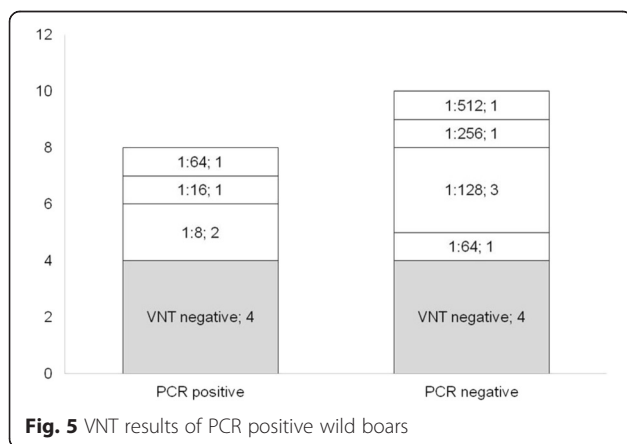 12
10
8
6
4
2
0
1:64; 1
1:16; 1
1:8; 2
VNT negative; 4
1:512; 1
1:256; 1
1:128; 3
1:64; 1
VNT negative; 4
PCR positive
PCR negative
Fig. 5 VNT results of PCR positive wild boars